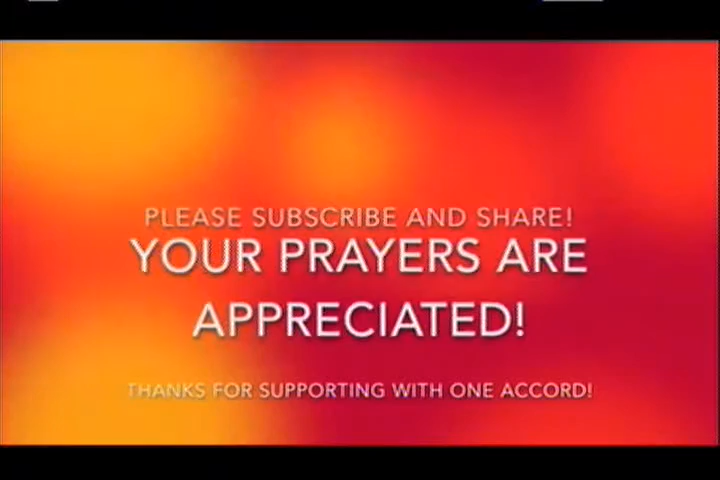 PLEASE SUBSCRIBE AND SHARE!
YOUR PRAYERS ARE
APPRECIATED!
THANKS FOR SUPPORTING WITH ONE ACCORD!